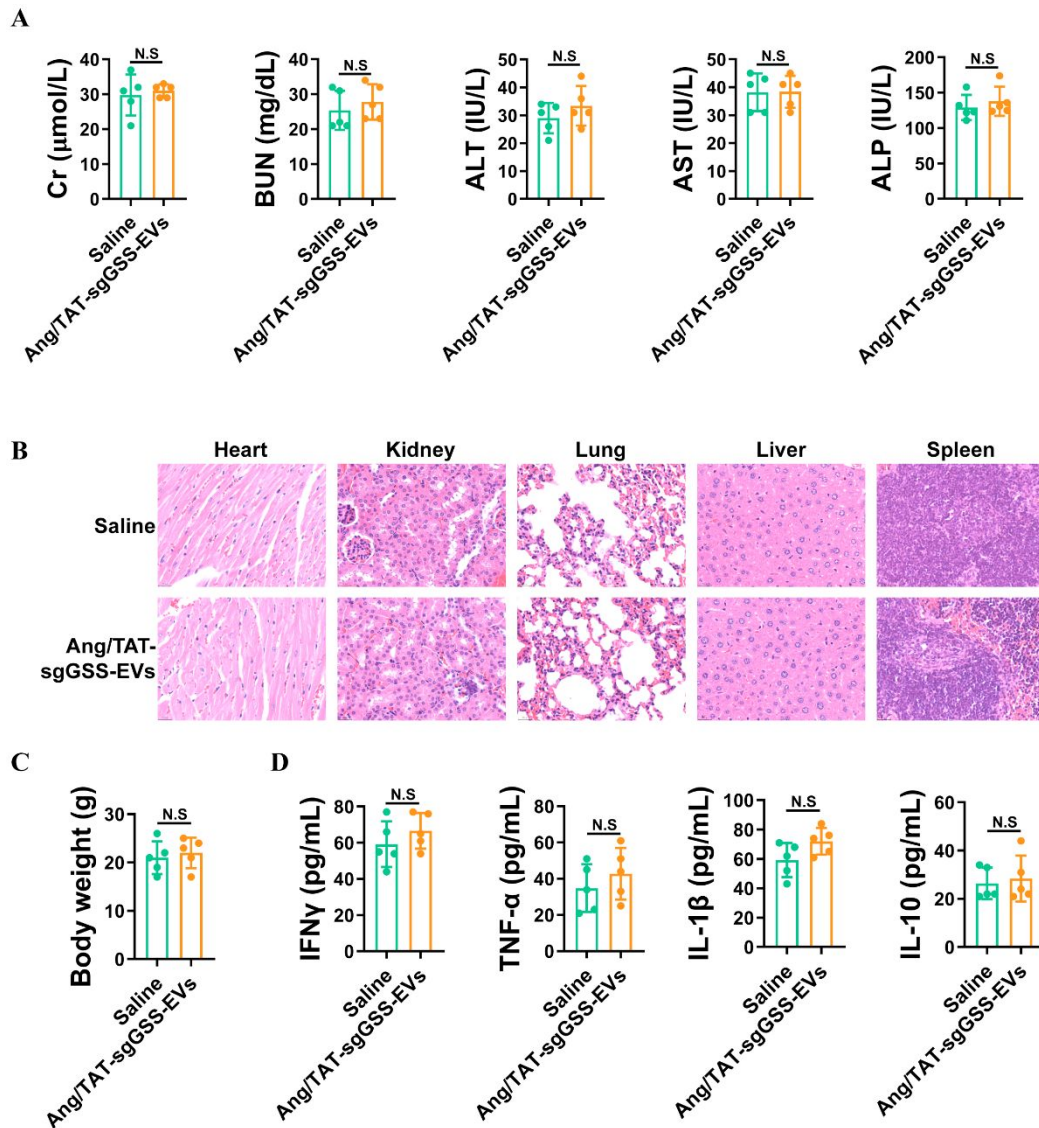 A
Cr (μmol/L)
40
30
20
10
0
N.S
Saline
Ang/TAT-sgGSS-EVs
BUN (mg/dL)
40
30
20
10
0
N.S
Saline
Ang/TAT-sgGSS-EVs
ALT (IU/L)
50
40
30
20
10
0
N.S
Saline
Ang/TAT-sgGSS-EVs
AST (IU/L)
50
40
30
20
10
0
N.S
Saline
Ang/TAT-sgGSS-EVs
ALP (IU/L)
200
150
100
50
0
N.S
Saline
Ang/TAT-sgGSS-EVs
B
Heart Kidney Lung Liver Spleen
Saline
Ang/TAT-
sgGSS-EVs
C
Body weight (g)
30
20
10
0
N.S
Saline
Ang/TAT-sgGSS-EVs
D
IFNγ (pg/mL)
80
60
40
20
0
N.S
Saline
Ang/TAT-sgGSS-EVs
TNF-α (pg/mL)
80
60
40
20
0
N.S
Saline
Ang/TAT-sgGSS-EVs
IL-1β (pg/mL)
100
80
60
40
20
0
N.S
Saline
Ang/TAT-sgGSS-EVs
IL-10 (pg/mL)
60
40
20
0
N.S
Saline
Ang/TAT-sgGSS-EVs